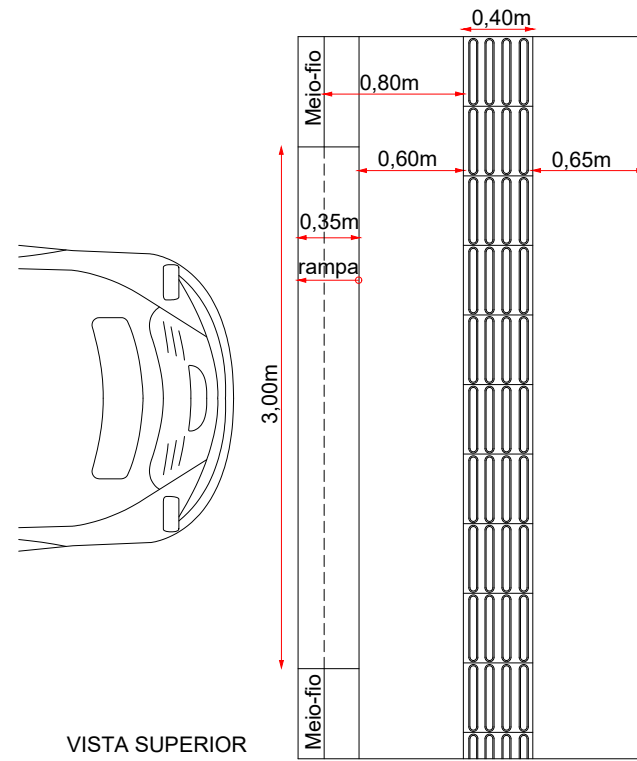 0,40m
Meio-fio
0,80m
0,60m
0,65m
0,35m
rampa
3,00m
Meio-fio
VISTA SUPERIOR